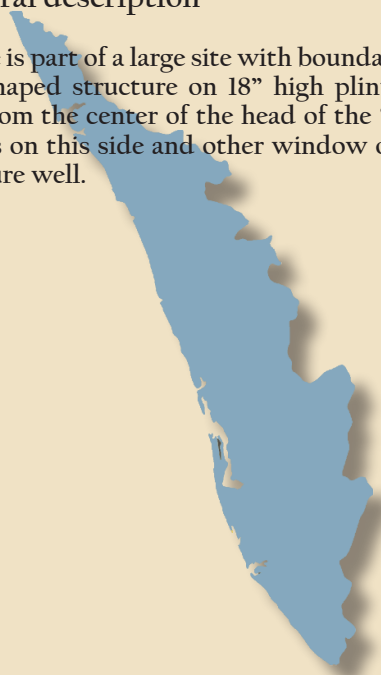 ral description
e is part of a large site with bounda
haped structure on 18” high plin
om the center of the head of the
s on this side and other window o
ure well.